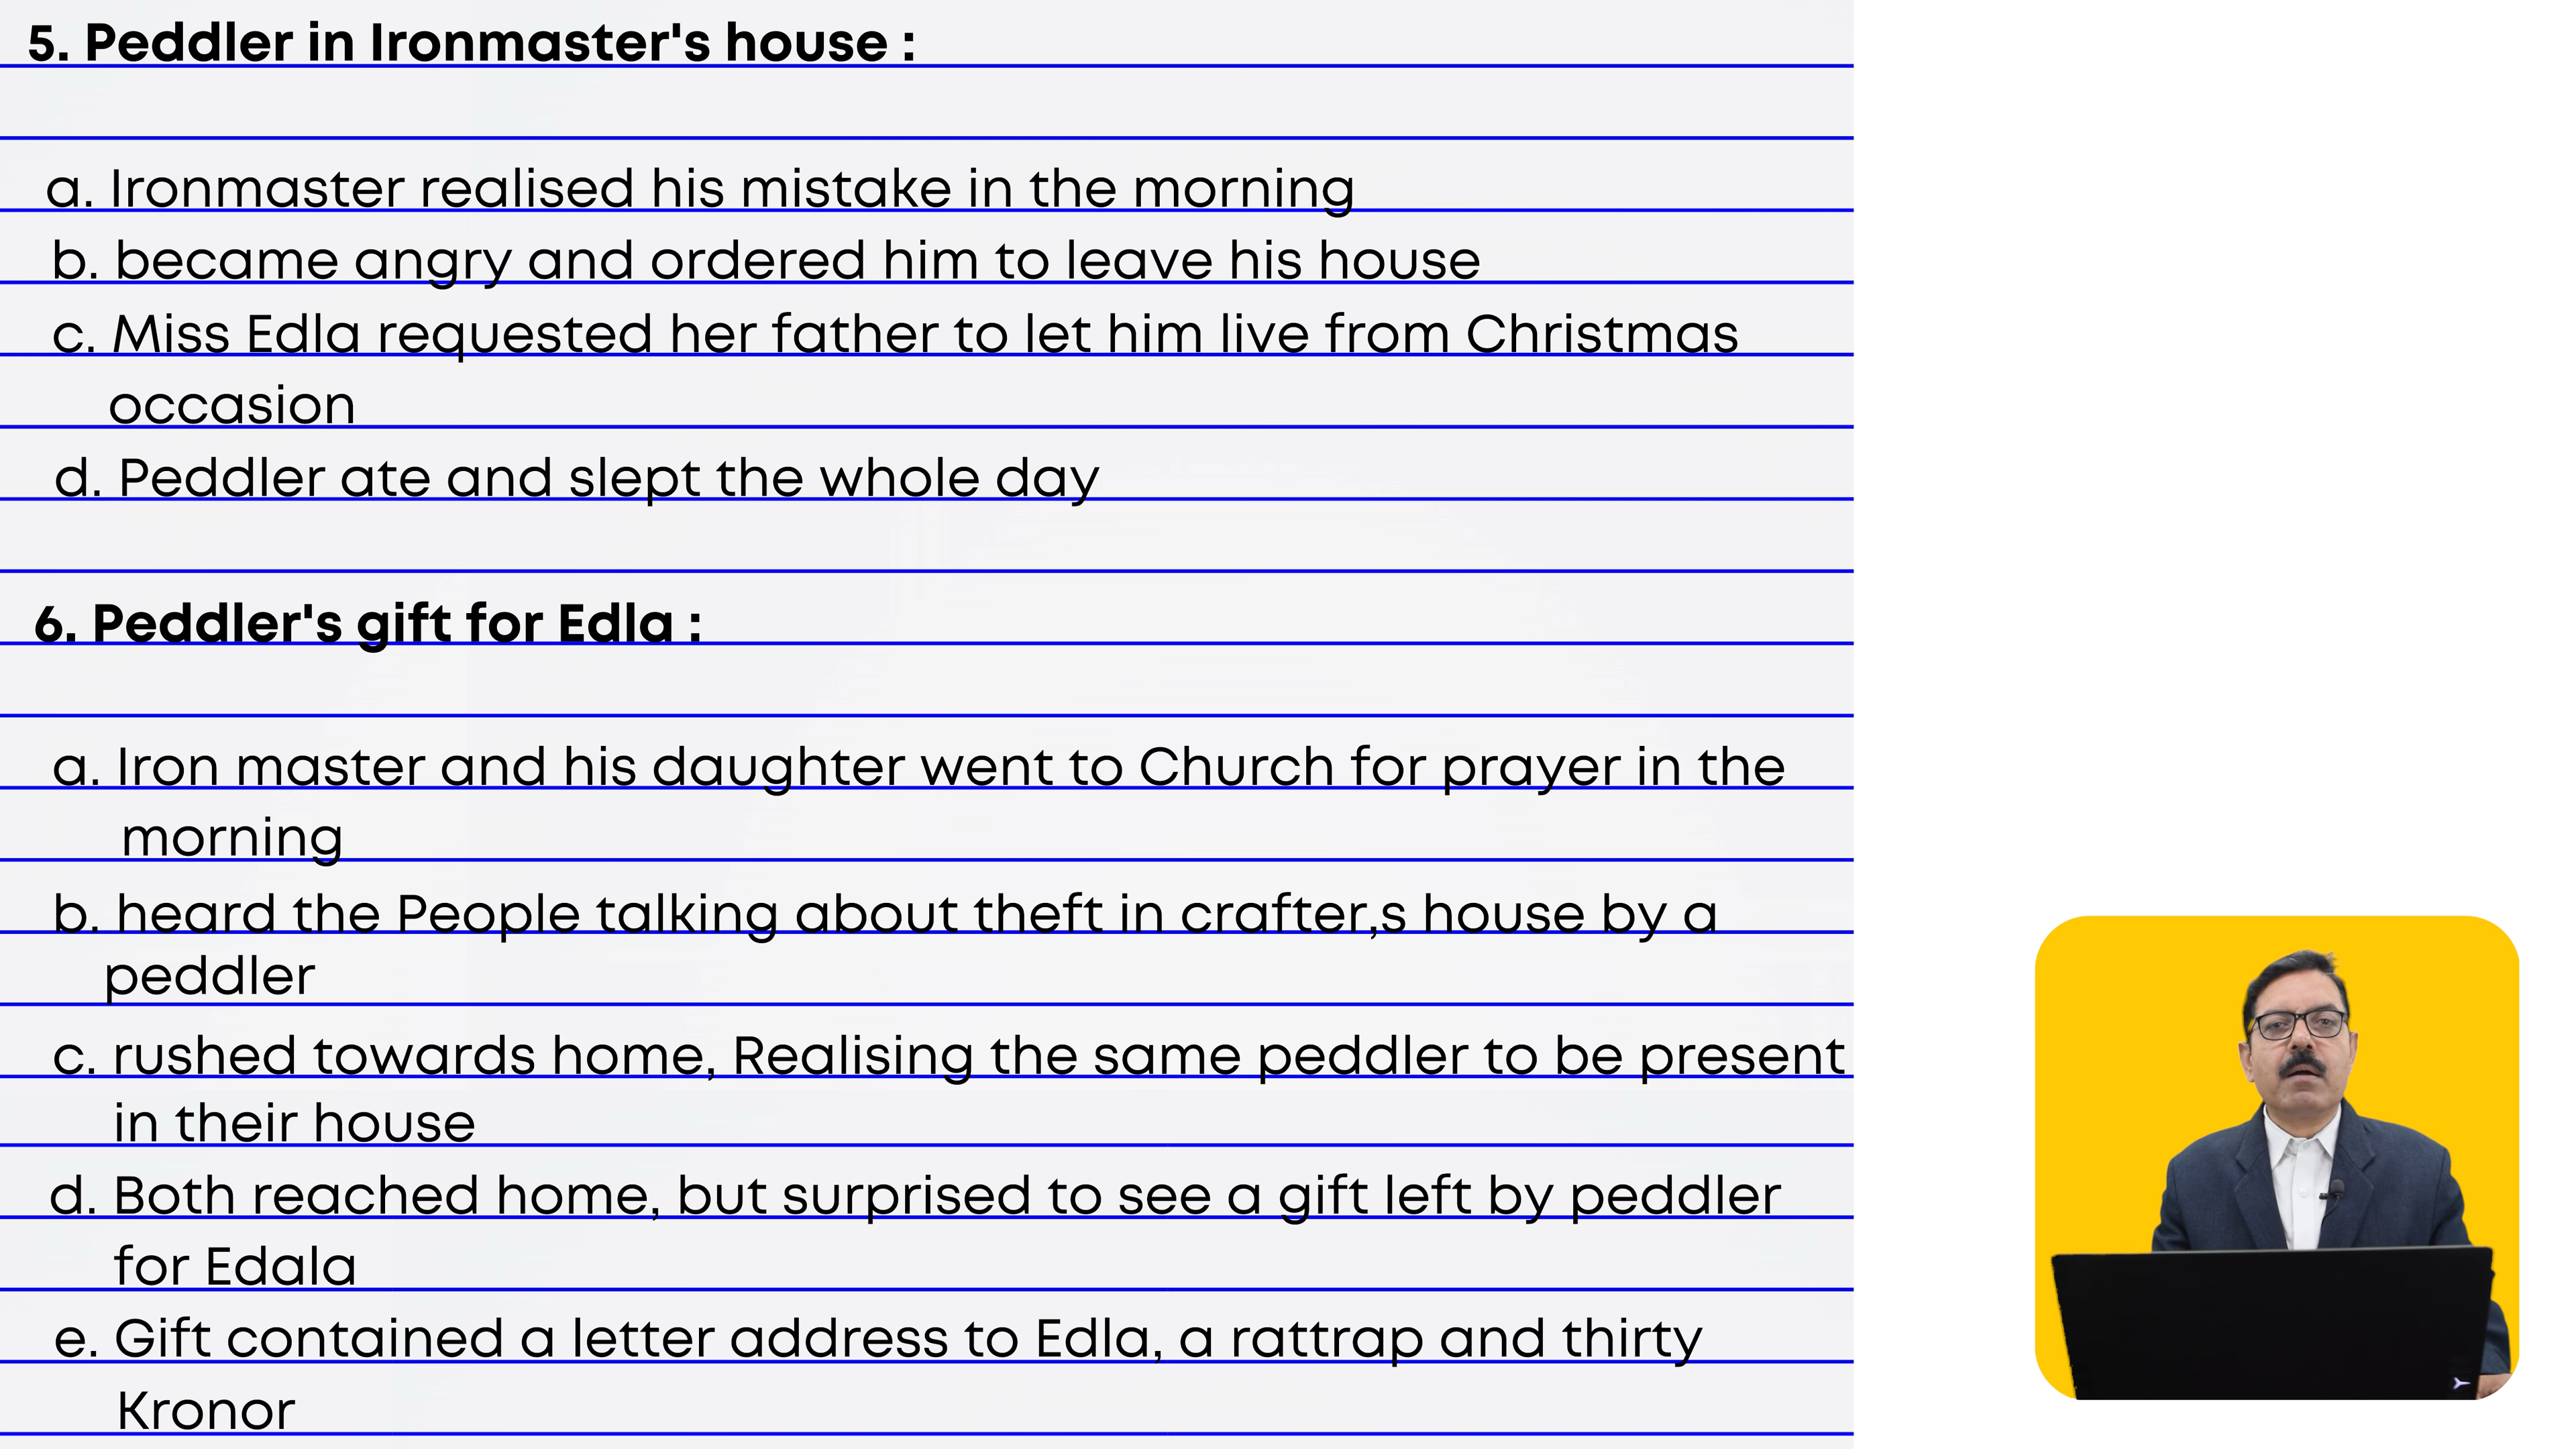 5. Peddler in Ironmaster's house :
a. Ironmaster realised his mistake in the morning
b. became angry and ordered him to leave his house
c. Miss Edla requested her father to let him live from Christmas
occasion
d. Peddler ate and slept the whole day
6. Peddler's gift for Edla :
a. Iron master and his daughter went to Church for prayer in the
morning
b. heard the People talking about theft in crafter,s house by a
peddler
c. rushed towards home, Realising the same peddler to be present
in their house
d. Both reached home, but surprised to see a gift left by peddler
for Edala
e. Gift contained a letter address to Edla, a rattrap and thirty
Kronor